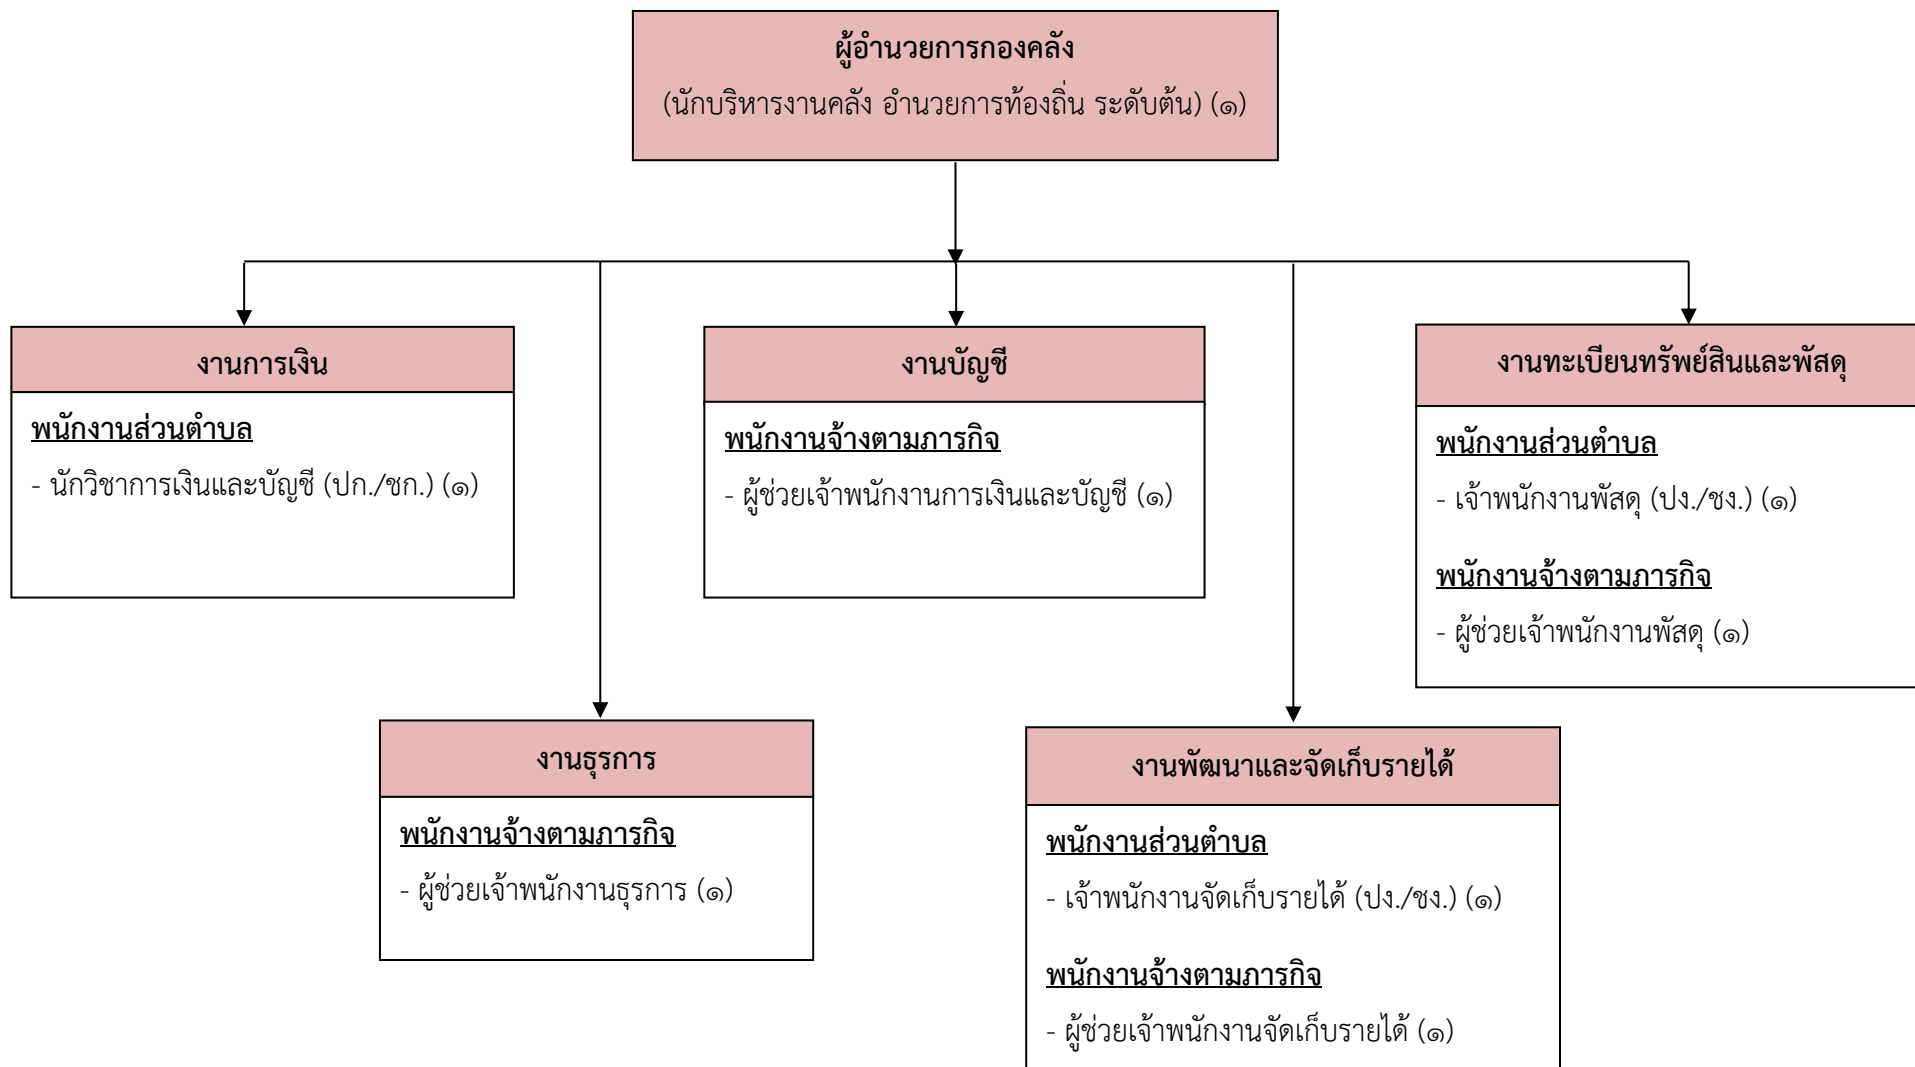 ผู้อำนวยการกองคลัง
(นักบริหารงานคลัง อำนวยการท้องถิ่น ระดับต้น) (๑)
งานการเงิน
พนักงานส่วนตำบล
- นักวิชาการเงินและบัญชี (ปก./ชก.) (๑)
งานบัญชี
พนักงานจ้างตามภารกิจ
- ผู้ช่วยเจ้าพนักงานการเงินและบัญชี (๑)
งานทะเบียนทรัพย์สินและพัสดุ
พนักงานส่วนตำบล
- เจ้าพนักงานพัสดุ (ปง./ชง.) (๑)
พนักงานจ้างตามภารกิจ
- ผู้ช่วยเจ้าพนักงานพัสดุ (๑)
งานธุรการ
พนักงานจ้างตามภารกิจ
- ผู้ช่วยเจ้าพนักงานธุรการ (๑)
งานพัฒนาและจัดเก็บรายได้
พนักงานส่วนตำบล
- เจ้าพนักงานจัดเก็บรายได้ (ปง./ชง.) (๑)
พนักงานจ้างตามภารกิจ
- ผู้ช่วยเจ้าพนักงานจัดเก็บรายได้ (๑)